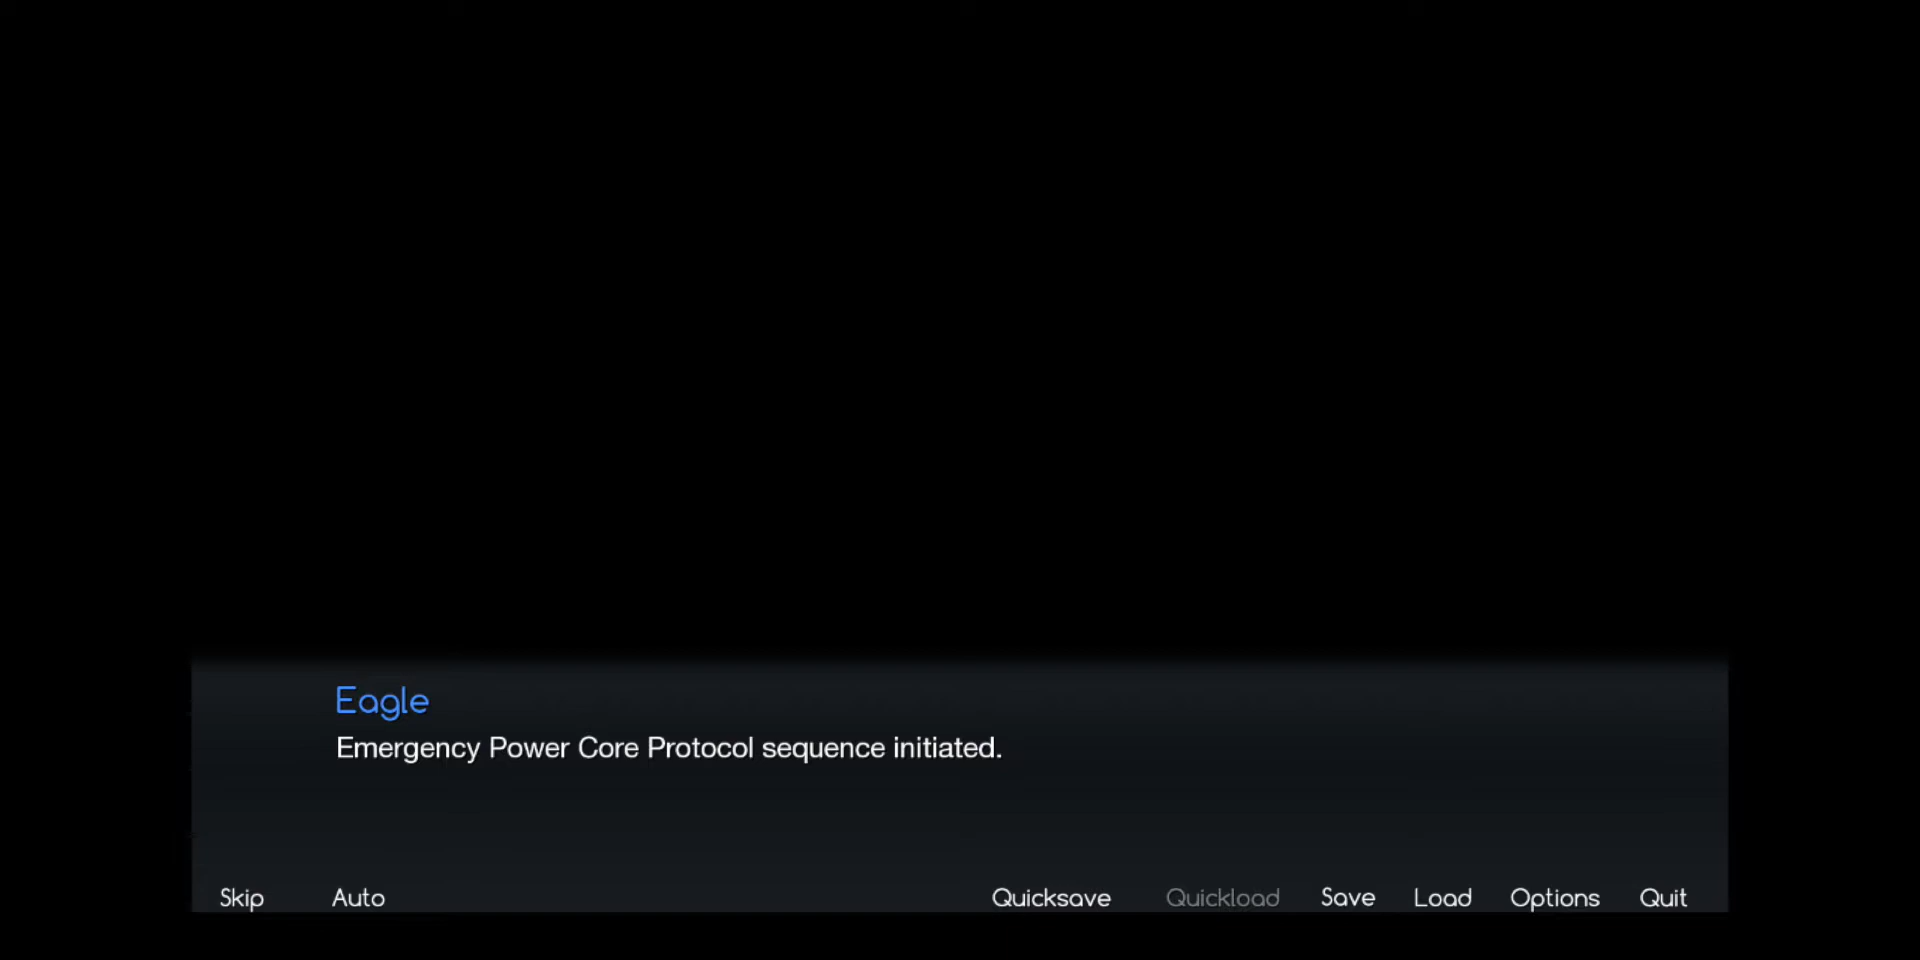 Eagle
Emergency Power Core Protocol sequence initiated.
Skip Auto Quicksave Quickload Save Load Options Quit